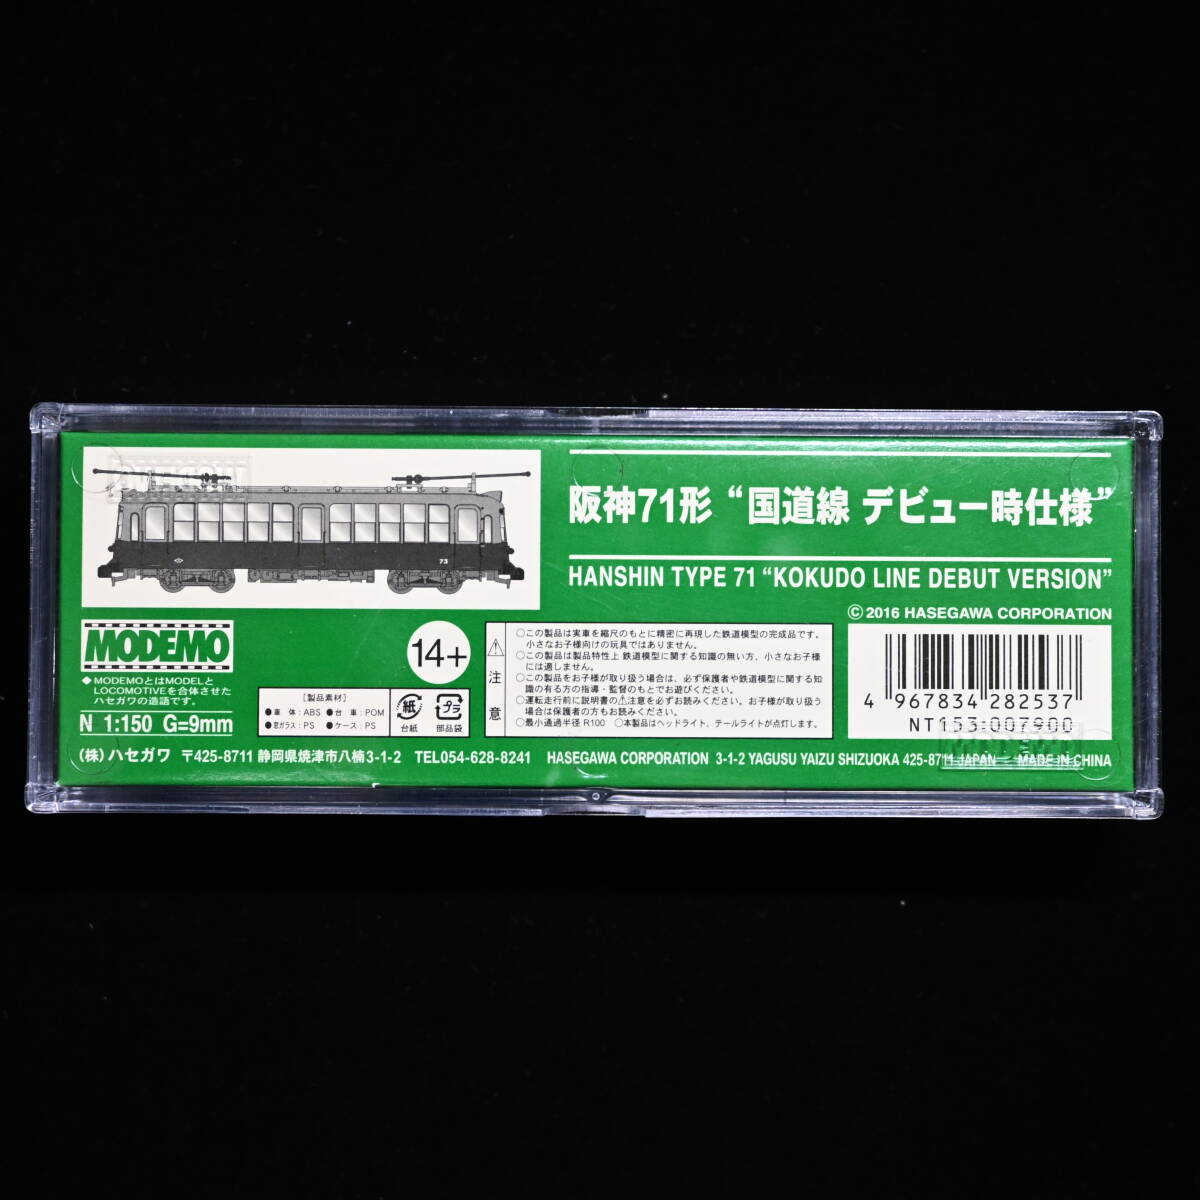 阪神71形 “国道線 デビュー時仕様”
HANSHIN TYPE 71 “KOKUDO LINE DEBUT VERSION”
© 2016 HASEGAWA CORPORATION
73
MODEMO
◆MODEMOとはMODELと
LOCOMOTIVEを合体させた
ハセガワの造語です。
N 1:150 G=9mm
14+
［製品素材］
●車 体：ABS ●台 車：POM
●窓ガラス：PS ●ケース：PS
紙
台紙
プラ
部品袋
注意
○この製品は実車を縮尺のもとに精密に再現した鉄道模型の完成品です。
小さなお子様向けの玩具ではありません。
○この製品は製品特性上 鉄道模型に関する知識の無い方、小さなお子様
には適しません。
○この製品をお子様が取り扱う場合は、必ず保護者や鉄道模型に関する知
識の有る方の指導・監督のもとでお遊びください。
○運転走行前に説明書の⚠注意を必ずお読みください。お子様が取り扱う
場合は保護者の方もお読みください。
○最小通過半径 R100 ○本製品はヘッドライト、テールライトが点灯します。
4 967834 282537
NT153:007900
（株）ハセガワ 〒425-8711 静岡県焼津市八楠3-1-2 TEL054-628-8241 HASEGAWA CORPORATION 3-1-2 YAGUSU YAIZU SHIZUOKA 425-8711 JAPAN MADE IN CHINA
MODEMO